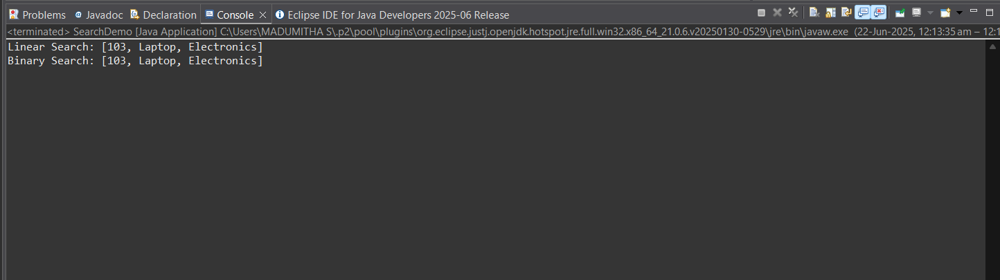 Problems @ Javadoc Declaration Console Eclipse IDE for Java Developers 2025-06 Release
<terminated> SearchDemo [Java Application] C:\Users\MADUMITHA S\.p2\pool\plugins\org.eclipse.justj.openjdk.hotspot.jre.full.win32.x86_64_21.0.6.v20250130-0529\jre\bin\javaw.exe (22-Jun-2025, 12:13:35 am – 12:1
Linear Search: [103, Laptop, Electronics]
Binary Search: [103, Laptop, Electronics]